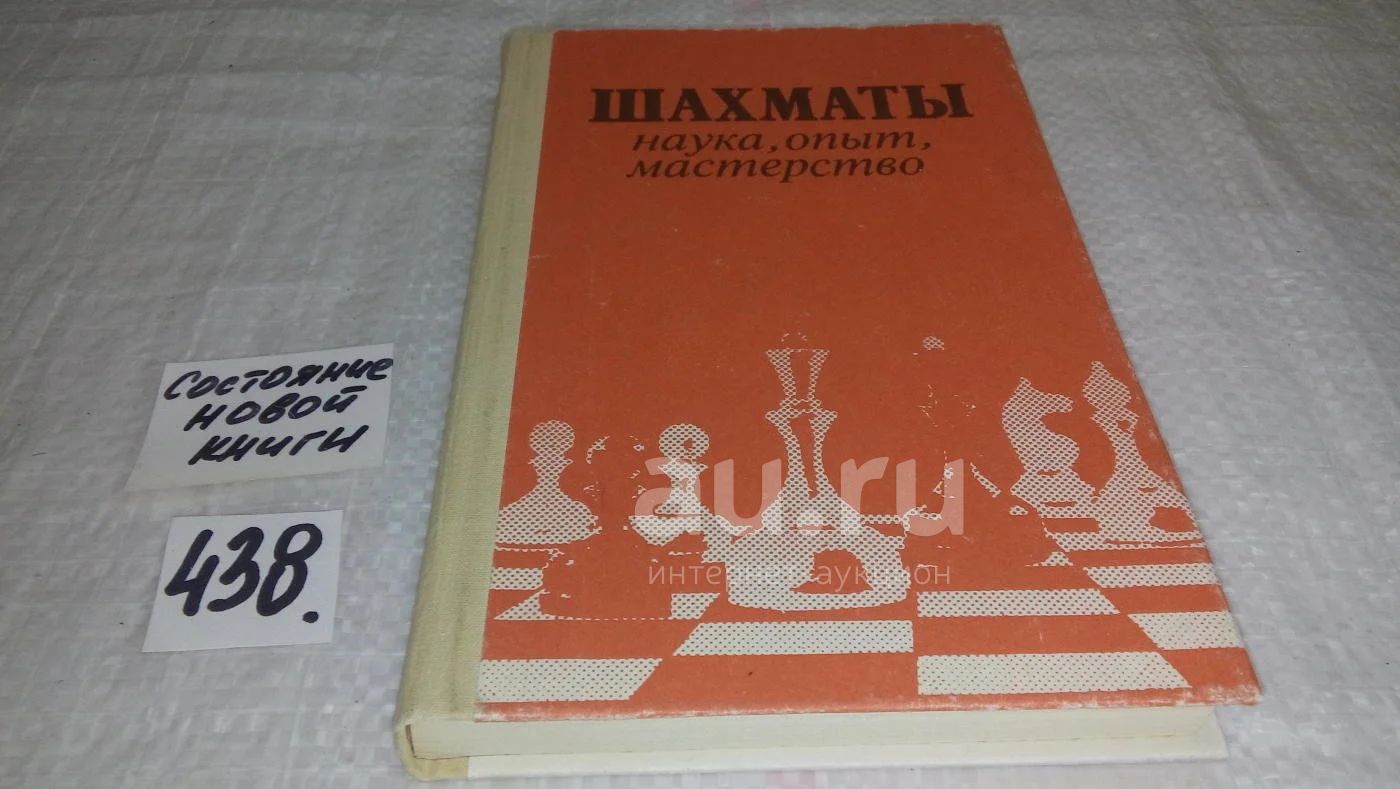 ШАХМАТЫ
наука, опыт,
мастерство
Состояние
новой
книги
438.
au.ru
интернет аукцион